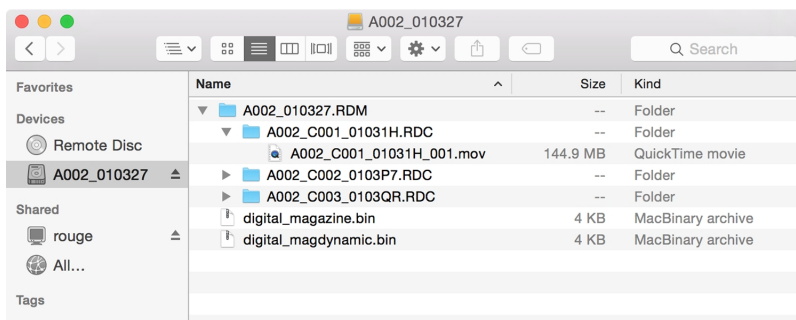 A002_010327
Search
Favorites
Devices
Remote Disc
A002_010327
Shared
rouge
All...
Tags
Name Size Kind
A002_010327.RDM -- Folder
A002_C001_01031H.RDC -- Folder
A002_C001_01031H_001.mov 144.9 MB QuickTime movie
A002_C002_0103P7.RDC -- Folder
A002_C003_0103QR.RDC -- Folder
digital_magazine.bin 4 KB MacBinary archive
digital_magdynamic.bin 4 KB MacBinary archive